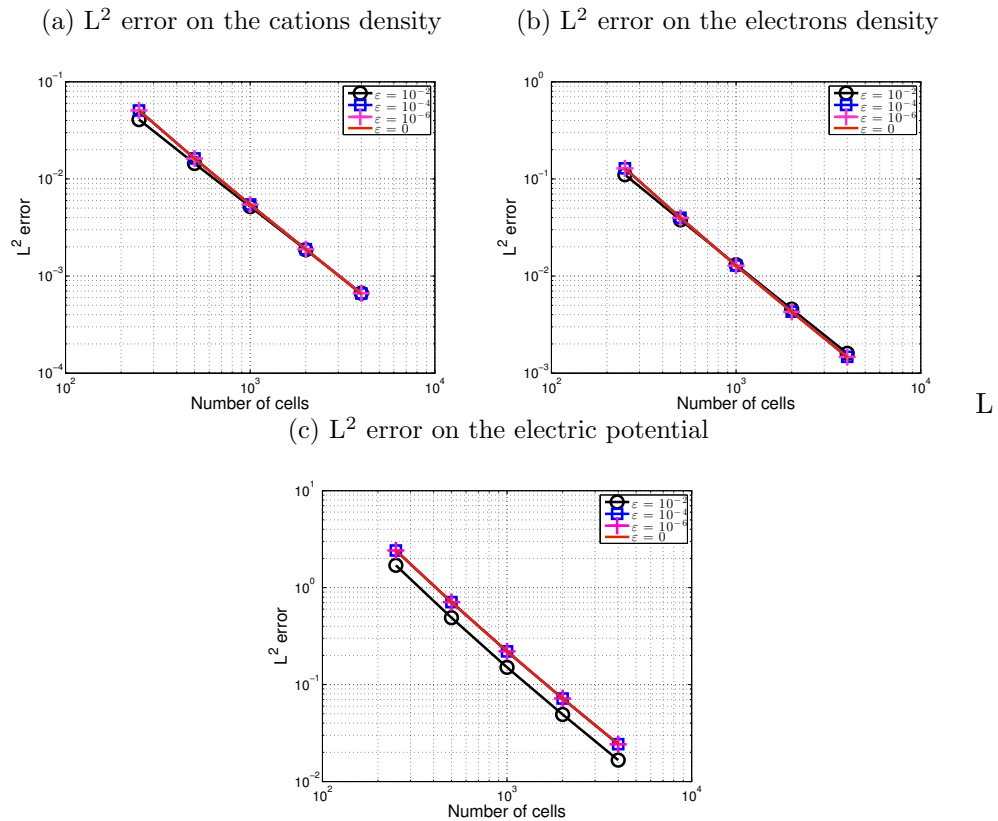 (a) L² error on the cations density
(b) L² error on the electrons density
10⁻¹
10⁻²
10⁻³
10⁻⁴
10²
10³
10⁴
L² error
Number of cells
ε = 10⁻²
ε = 10⁻⁴
ε = 10⁻⁶
ε = 0
10⁰
10⁻¹
10⁻²
10⁻³
10²
10³
10⁴
L² error
Number of cells
ε = 10⁻²
ε = 10⁻⁴
ε = 10⁻⁶
ε = 0
L
(c) L² error on the electric potential
10¹
10⁰
10⁻¹
10⁻²
10²
10³
10⁴
L² error
Number of cells
ε = 10⁻²
ε = 10⁻⁴
ε = 10⁻⁶
ε = 0